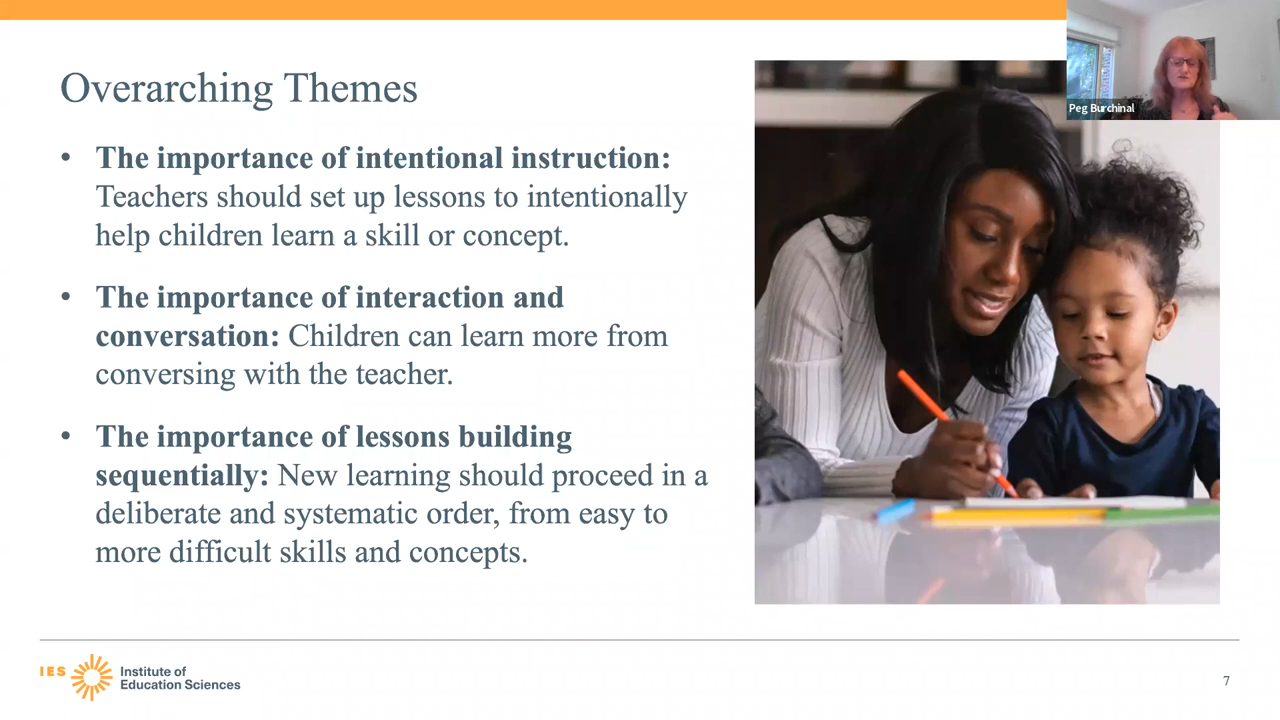 Peg Burchinal
Overarching Themes
• The importance of intentional instruction:
Teachers should set up lessons to intentionally
help children learn a skill or concept.
• The importance of interaction and
conversation: Children can learn more from
conversing with the teacher.
• The importance of lessons building
sequentially: New learning should proceed in a
deliberate and systematic order, from easy to
more difficult skills and concepts.
IES
Institute of
Education Sciences
7